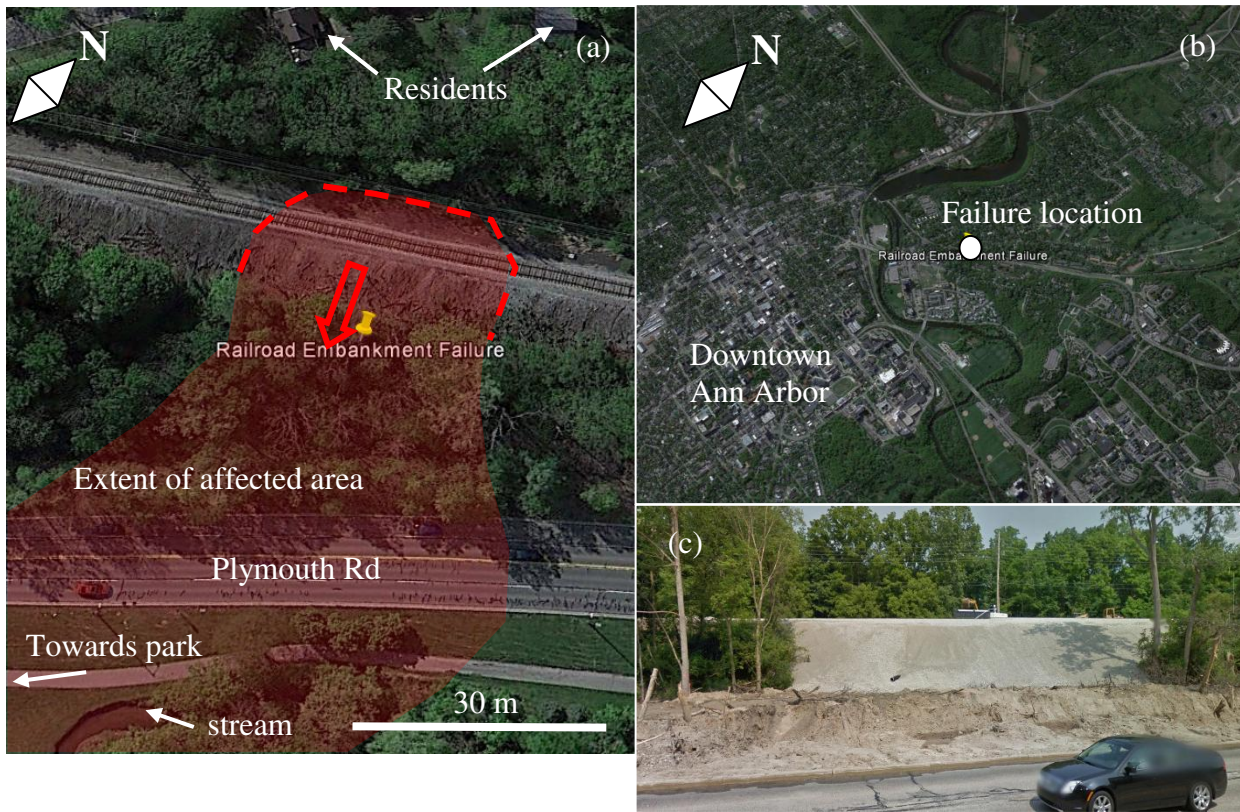 N
(a)
Residents
Railroad Embankment Failure
Extent of affected area
Plymouth Rd
Towards park
stream
30 m
N
(b)
Failure location
Railroad Embankment Failure
Downtown
Ann Arbor
(c)